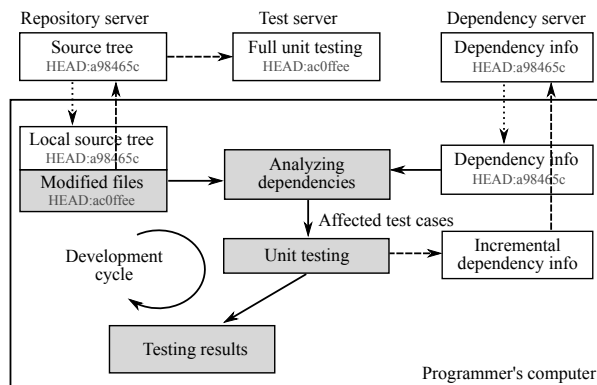 Repository server
Test server
Dependency server
Source tree
HEAD:a98465c
Full unit testing
HEAD:ac0ffee
Dependency info
HEAD:a98465c
Local source tree
HEAD:a98465c
Modified files
HEAD:ac0ffee
Analyzing
dependencies
Dependency info
HEAD:a98465c
Affected test cases
Development
cycle
Unit testing
Incremental
dependency info
Testing results
Programmer's computer